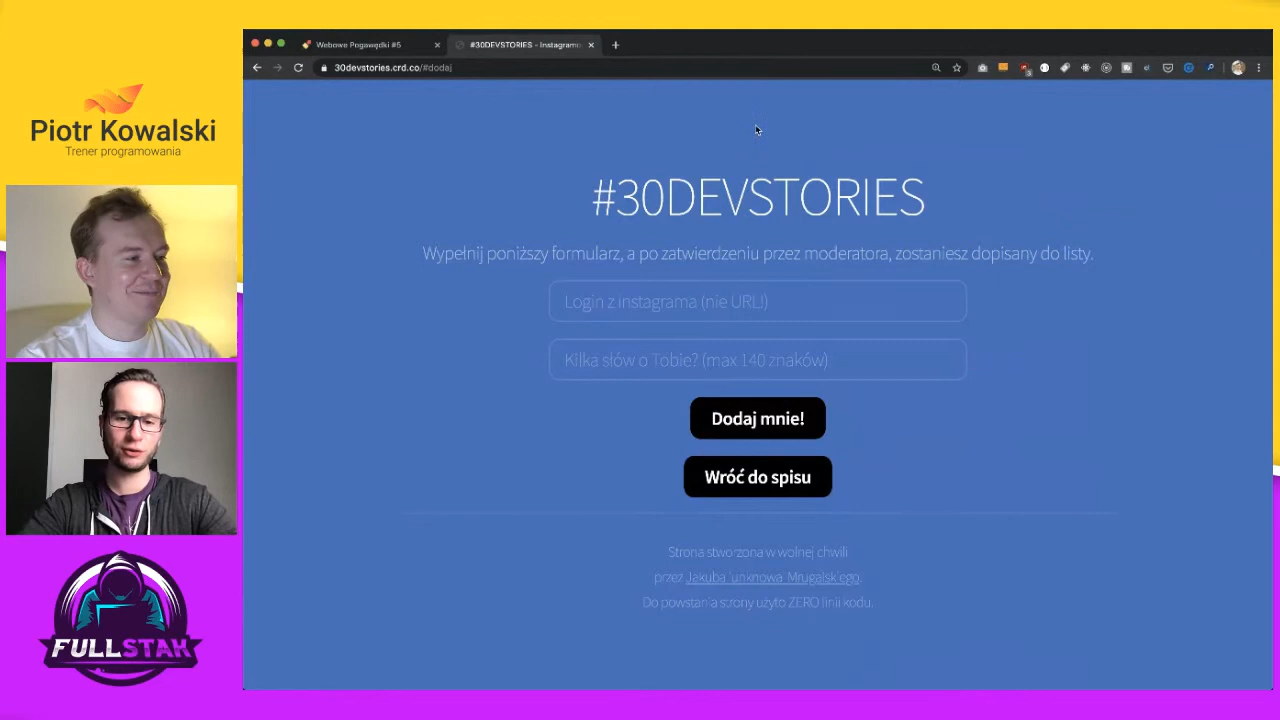 Piotr Kowalski
Trener programowania
FULLSTAK
Webowe Pogawędki #5
#30DEVSTORIES - Instagramo
30devstories.crd.co/#dodaj
#30DEVSTORIES
Wypełnij poniższy formularz, a po zatwierdzeniu przez moderatora, zostaniesz dopisany do listy.
Login z instagrama (nie URL!)
Kilka słów o Tobie? (max 140 znaków)
Dodaj mnie!
Wróć do spisu
Strona stworzona w wolnej chwili
przez Jakuba 'unknowa' Mrugalskiego.
Do powstania strony użyto ZERO linii kodu.